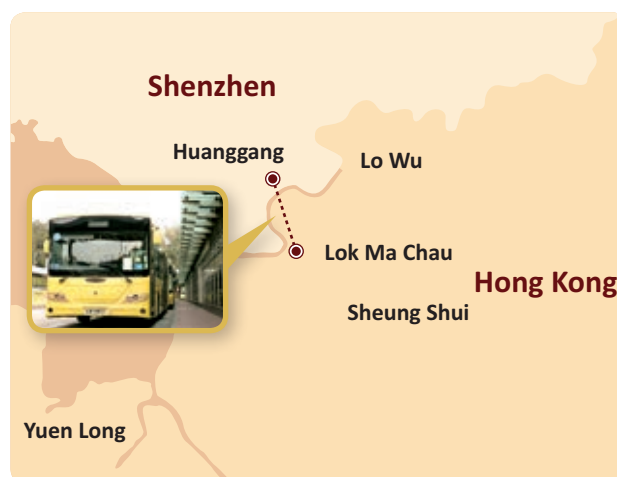 Shenzhen
Huanggang
Lo Wu
Lok Ma Chau
Hong Kong
Sheung Shui
Yuen Long